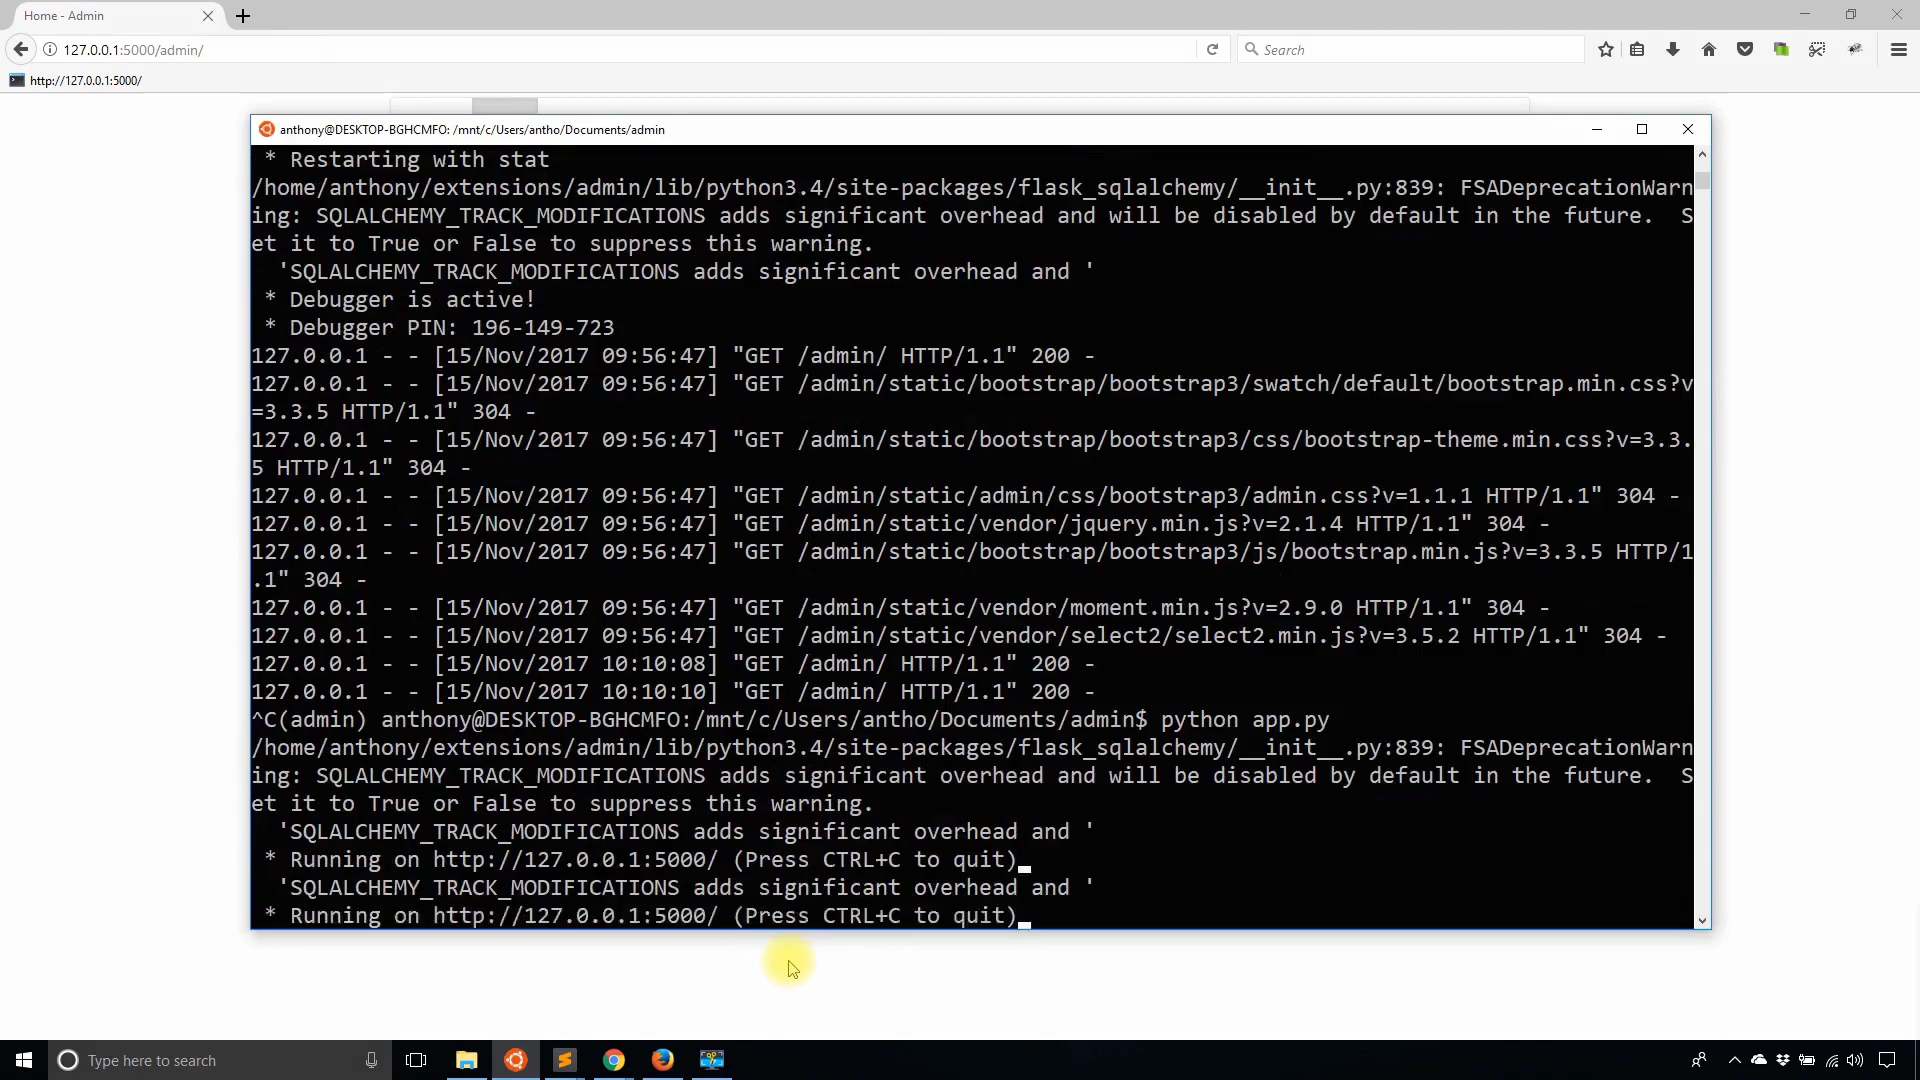 Home - Admin
127.0.0.1:5000/admin/
Search
http://127.0.0.1:5000/
anthony@DESKTOP-BGHCMFO: /mnt/c/Users/antho/Documents/admin
* Restarting with stat
/home/anthony/extensions/admin/lib/python3.4/site-packages/flask_sqlalchemy/__init__.py:839: FSADeprecationWarn
ing: SQLALCHEMY_TRACK_MODIFICATIONS adds significant overhead and will be disabled by default in the future.  S
et it to True or False to suppress this warning.
'SQLALCHEMY_TRACK_MODIFICATIONS adds significant overhead and '
* Debugger is active!
* Debugger PIN: 196-149-723
127.0.0.1 - - [15/Nov/2017 09:56:47] "GET /admin/ HTTP/1.1" 200 -
127.0.0.1 - - [15/Nov/2017 09:56:47] "GET /admin/static/bootstrap/bootstrap3/swatch/default/bootstrap.min.css?v
=3.3.5 HTTP/1.1" 304 -
127.0.0.1 - - [15/Nov/2017 09:56:47] "GET /admin/static/bootstrap/bootstrap3/css/bootstrap-theme.min.css?v=3.3.
5 HTTP/1.1" 304 -
127.0.0.1 - - [15/Nov/2017 09:56:47] "GET /admin/static/admin/css/bootstrap3/admin.css?v=1.1.1 HTTP/1.1" 304 -
127.0.0.1 - - [15/Nov/2017 09:56:47] "GET /admin/static/vendor/jquery.min.js?v=2.1.4 HTTP/1.1" 304 -
127.0.0.1 - - [15/Nov/2017 09:56:47] "GET /admin/static/bootstrap/bootstrap3/js/bootstrap.min.js?v=3.3.5 HTTP/1
.1" 304 -
127.0.0.1 - - [15/Nov/2017 09:56:47] "GET /admin/static/vendor/moment.min.js?v=2.9.0 HTTP/1.1" 304 -
127.0.0.1 - - [15/Nov/2017 09:56:47] "GET /admin/static/vendor/select2/select2.min.js?v=3.5.2 HTTP/1.1" 304 -
127.0.0.1 - - [15/Nov/2017 10:10:08] "GET /admin/ HTTP/1.1" 200 -
127.0.0.1 - - [15/Nov/2017 10:10:10] "GET /admin/ HTTP/1.1" 200 -
^C(admin) anthony@DESKTOP-BGHCMFO:/mnt/c/Users/antho/Documents/admin$ python app.py
/home/anthony/extensions/admin/lib/python3.4/site-packages/flask_sqlalchemy/__init__.py:839: FSADeprecationWarn
ing: SQLALCHEMY_TRACK_MODIFICATIONS adds significant overhead and will be disabled by default in the future.  S
et it to True or False to suppress this warning.
'SQLALCHEMY_TRACK_MODIFICATIONS adds significant overhead and '
* Running on http://127.0.0.1:5000/ (Press CTRL+C to quit)
'SQLALCHEMY_TRACK_MODIFICATIONS adds significant overhead and '
* Running on http://127.0.0.1:5000/ (Press CTRL+C to quit)
Type here to search